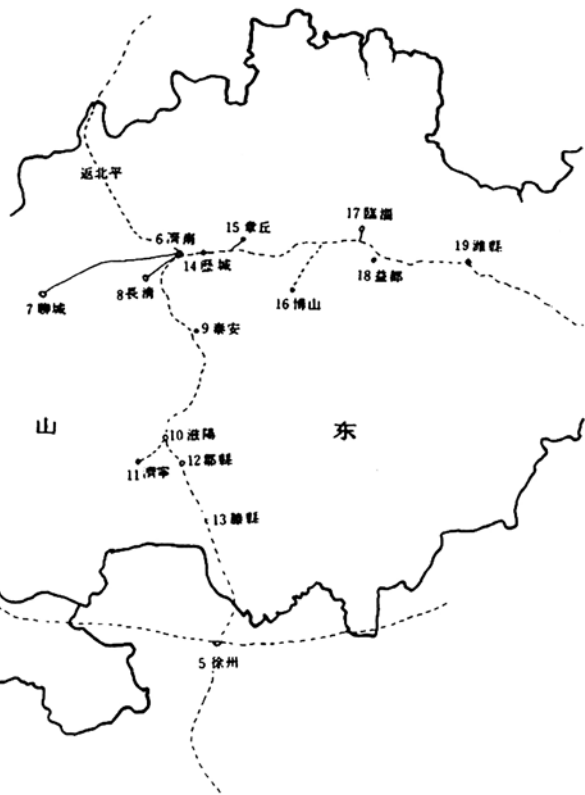 返北平
6 濟南
15 章丘
17 臨淄
14 歷城
18 益都
19 濰縣
7 聊城
8 長淸
16 博山
9 泰安
山
东
10 滋陽
11 濟寧
12 鄒縣
13 滕縣
5 徐州